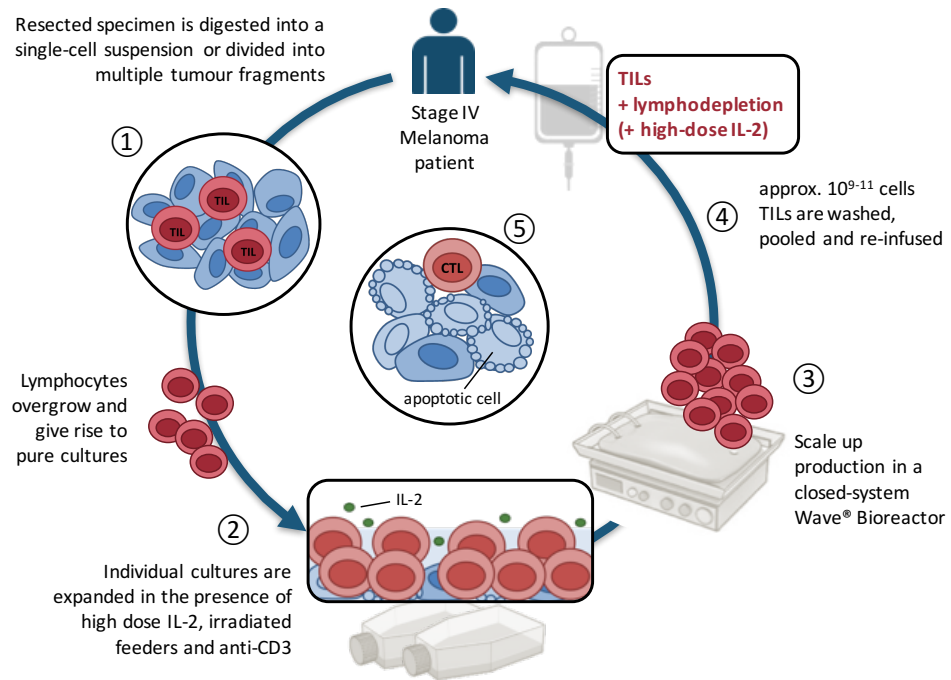 Resected specimen is digested into a
single-cell suspension or divided into
multiple tumour fragments
Stage IV
Melanoma
patient
TILs
+ lymphodepletion
(+ high-dose IL-2)
①
TIL
TIL
TIL
④
approx. 10⁹⁻¹¹ cells
TILs are washed,
pooled and re-infused
⑤
CTL
apoptotic cell
Lymphocytes
overgrow and
give rise to
pure cultures
③
Scale up
production in a
closed-system
Wave® Bioreactor
IL-2
②
Individual cultures are
expanded in the presence of
high dose IL-2, irradiated
feeders and anti-CD3